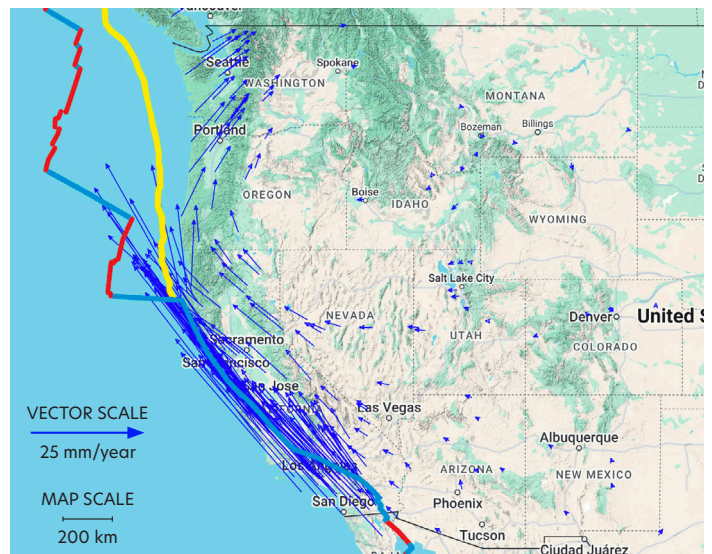 Vancouver
Seattle
Spokane
WASHINGTON
MONTANA
Portland
Bozeman
Billings
OREGON
Boise
IDAHO
WYOMING
Salt Lake City
NEVADA
UTAH
Denver
United S
COLORADO
Sacramento
San Francisco
San Jose
CALIFORNIA
Las Vegas
VECTOR SCALE
25 mm/year
Albuquerque
Los Angeles
ARIZONA
NEW MEXICO
MAP SCALE
200 km
San Diego
Phoenix
Tucson
Ciudad Juárez